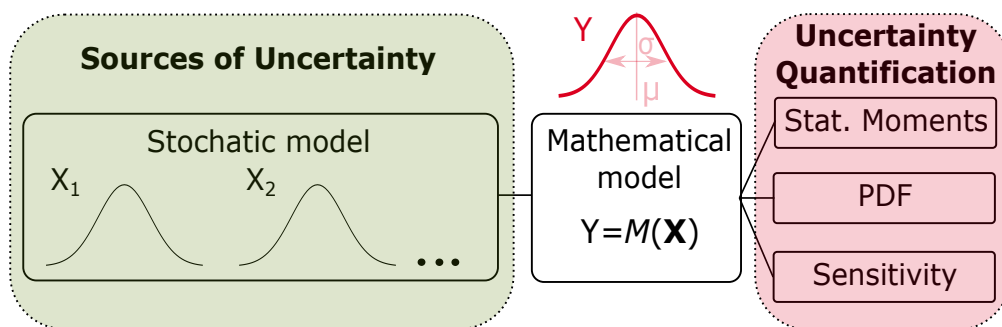 Sources of Uncertainty
Stochatic model
X₁
X₂
...
Y
σ
μ
Mathematical
model
Y=M(X)
Uncertainty
Quantification
Stat. Moments
PDF
Sensitivity